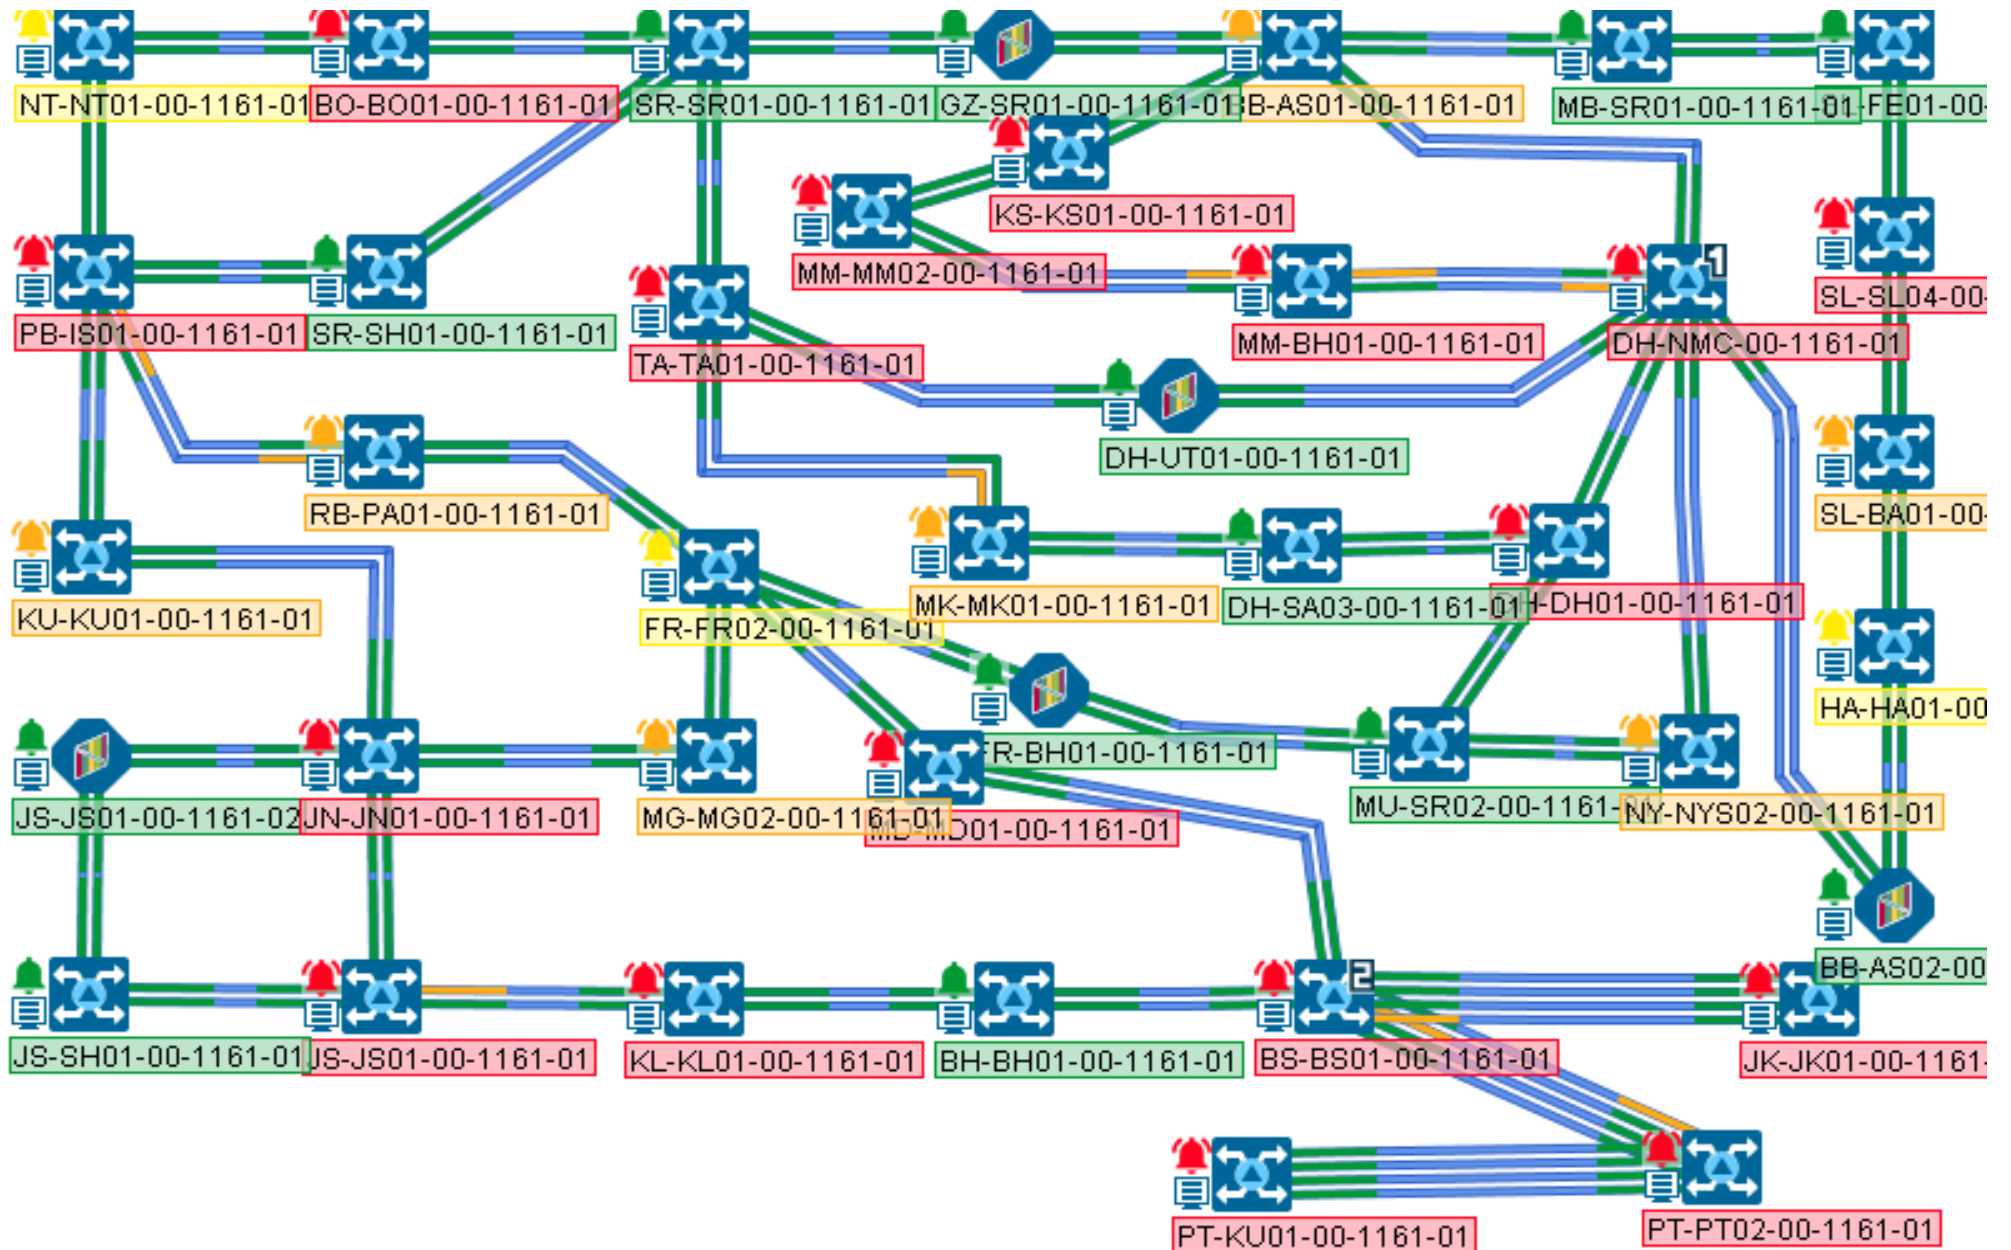 NT-NT01-00-1161-01
BO-BO01-00-1161-01
SR-SR01-00-1161-01
GZ-SR01-00-1161-01
BB-AS01-00-1161-01
MB-SR01-00-1161-01
-FE01-00-
KS-KS01-00-1161-01
MM-MM02-00-1161-01
1
SL-SL04-00-
PB-IS01-00-1161-01
SR-SH01-00-1161-01
TA-TA01-00-1161-01
MM-BH01-00-1161-01
DH-NMC-00-1161-01
DH-UT01-00-1161-01
RB-PA01-00-1161-01
SL-BA01-00-
KU-KU01-00-1161-01
FR-FR02-00-1161-01
MK-MK01-00-1161-01
DH-SA03-00-1161-01
DH-DH01-00-1161-01
HA-HA01-00
FR-BH01-00-1161-01
JS-JS01-00-1161-02
JN-JN01-00-1161-01
MG-MG02-00-1161-01
MD-MD01-00-1161-01
MU-SR02-00-1161-
NY-NYS02-00-1161-01
BB-AS02-00
2
JS-SH01-00-1161-01
JS-JS01-00-1161-01
KL-KL01-00-1161-01
BH-BH01-00-1161-01
BS-BS01-00-1161-01
JK-JK01-00-1161-
PT-KU01-00-1161-01
PT-PT02-00-1161-01